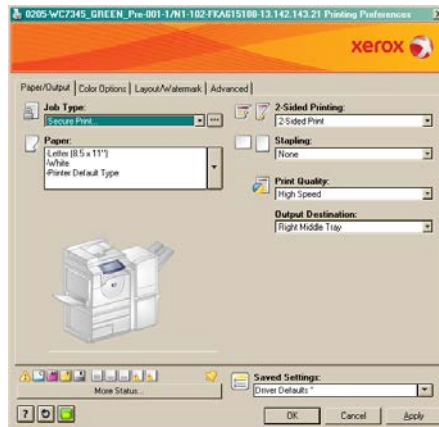 0205-WC7345_GREEN_Pre-001-1/N1-102-FKA615100-13.142.143.21 Printing Preferences
xerox
Paper/Output
Color Options
Layout/Watermark
Advanced
Job Type:
Secure Print...
Paper:
-Letter (8.5 x 11")
-White
-Printer Default Type
2-Sided Printing:
2-Sided Print
Stapling:
None
Print Quality:
High Speed
Output Destination:
Right Middle Tray
More Status...
Saved Settings:
Driver Defaults *
OK
Cancel
Apply